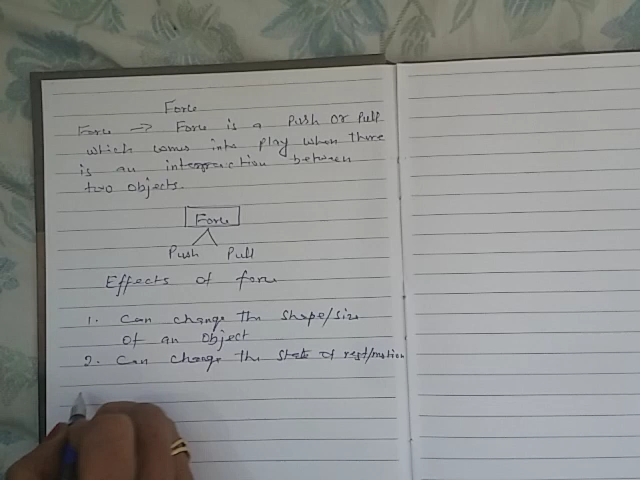 Force
Force → Force is a Push or Pull
which comes into play when there
is an interaction between
two objects.
Force
Push Pull
Effects of force
1. Can change the shape/size
of an object
2. Can change the state of rest/motion